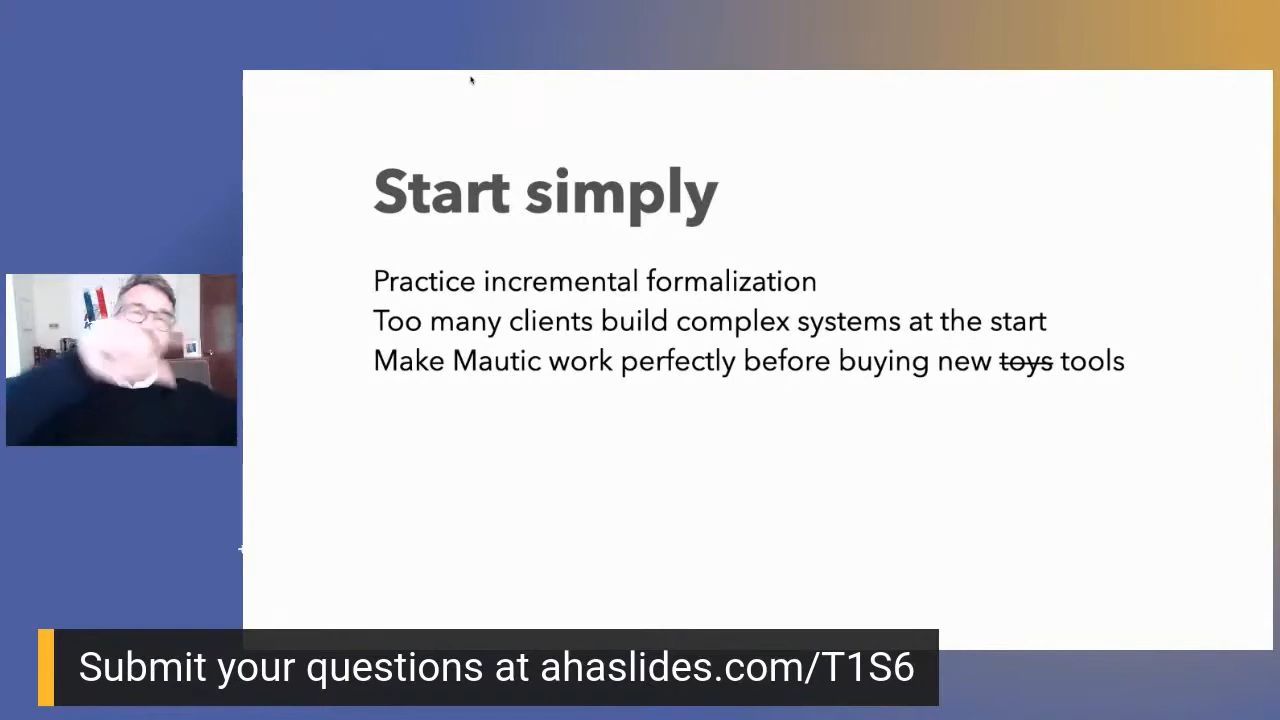 Start simply
Practice incremental formalization
Too many clients build complex systems at the start
Make Mautic work perfectly before buying new toys tools
Submit your questions at ahaslides.com/T1S6